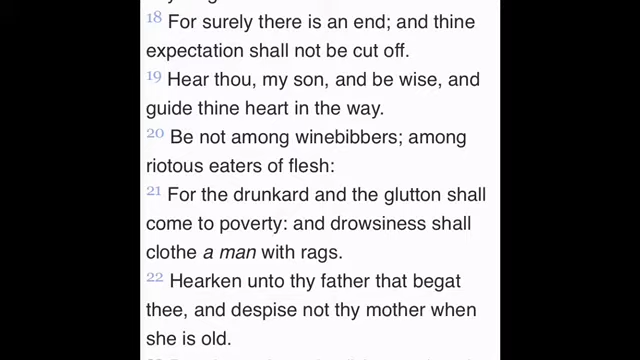 18 For surely there is an end; and thine
expectation shall not be cut off.
19 Hear thou, my son, and be wise, and
guide thine heart in the way.
20 Be not among winebibbers; among
riotous eaters of flesh:
21 For the drunkard and the glutton shall
come to poverty: and drowsiness shall
clothe a man with rags.
22 Hearken unto thy father that begat
thee, and despise not thy mother when
she is old.